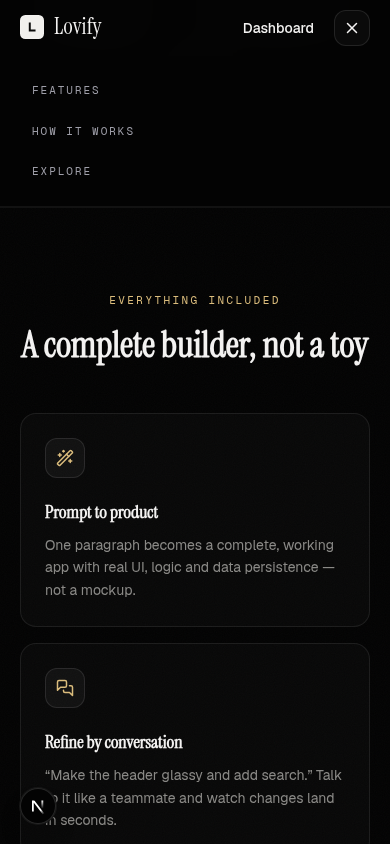 L Lovify
Dashboard
FEATURES
HOW IT WORKS
EXPLORE
EVERYTHING INCLUDED
A complete builder, not a toy
Prompt to product
One paragraph becomes a complete, working
app with real UI, logic and data persistence —
not a mockup.
Refine by conversation
“Make the header glassy and add search.” Talk
it like a teammate and watch changes land
in seconds.
N